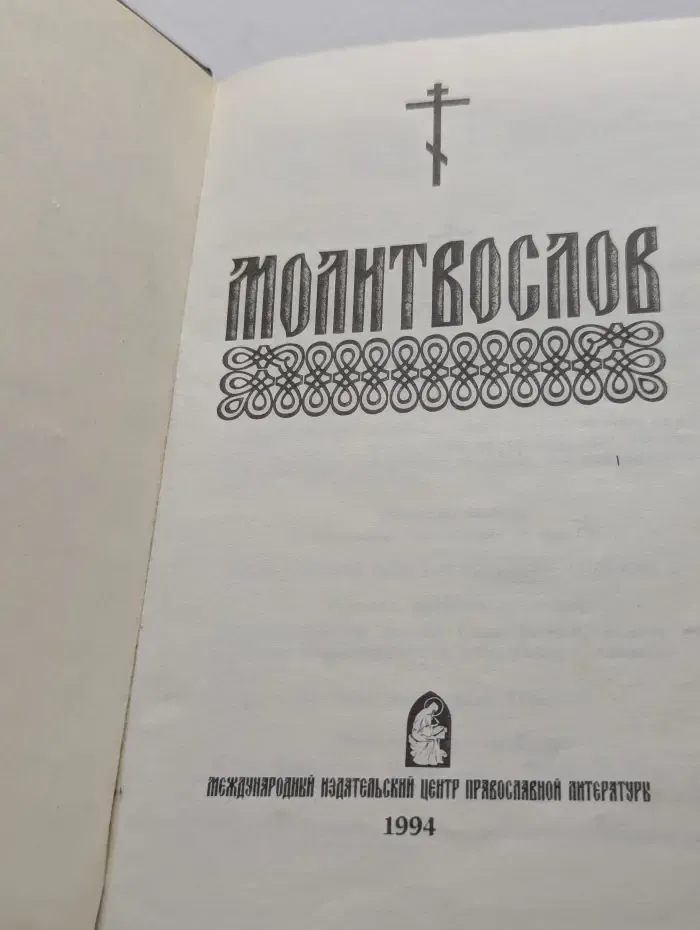 МОЛИТВОСЛОВ
МЕЖДУНАРОДНЫЙ ИЗДАТЕЛЬСКИЙ ЦЕНТР ПРАВОСЛАВНОЙ ЛИТЕРАТУРЫ
1994